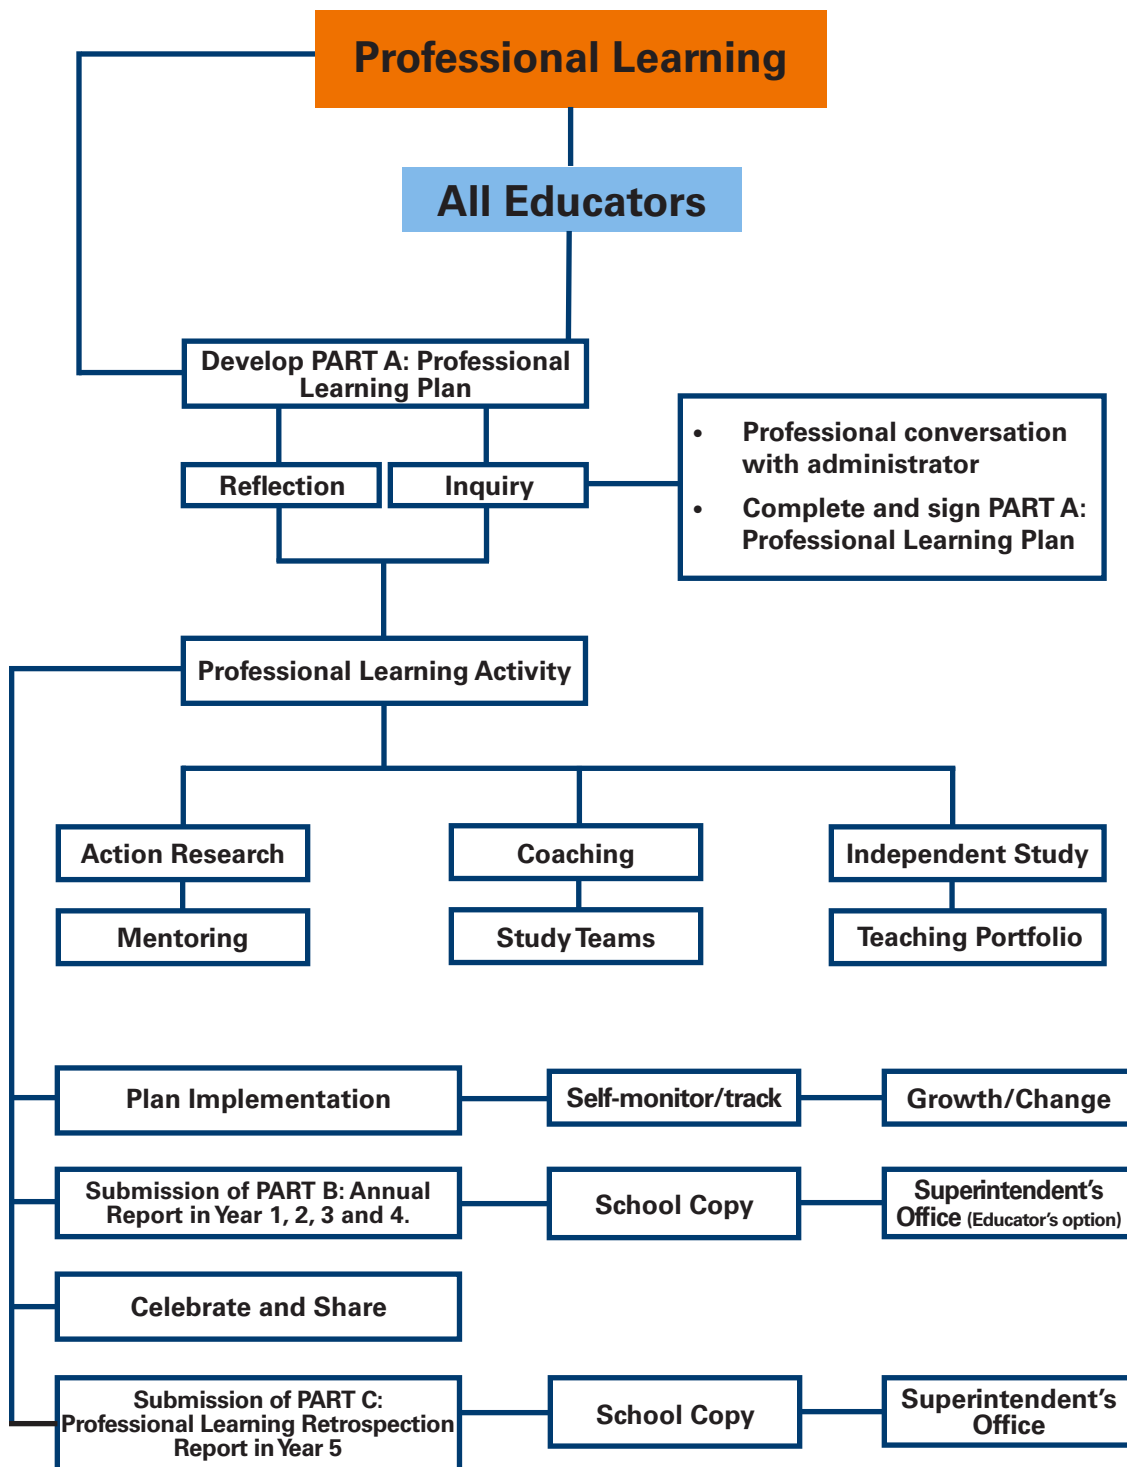 Professional Learning
All Educators
Develop PART A: Professional
Learning Plan
Reflection
Inquiry
• Professional conversation
with administrator
• Complete and sign PART A:
Professional Learning Plan
Professional Learning Activity
Action Research
Coaching
Independent Study
Mentoring
Study Teams
Teaching Portfolio
Plan Implementation
Self-monitor/track
Growth/Change
Submission of PART B: Annual
Report in Year 1, 2, 3 and 4.
School Copy
Superintendent's
Office (Educator's option)
Celebrate and Share
Submission of PART C:
Professional Learning Retrospection
Report in Year 5
School Copy
Superintendent's
Office